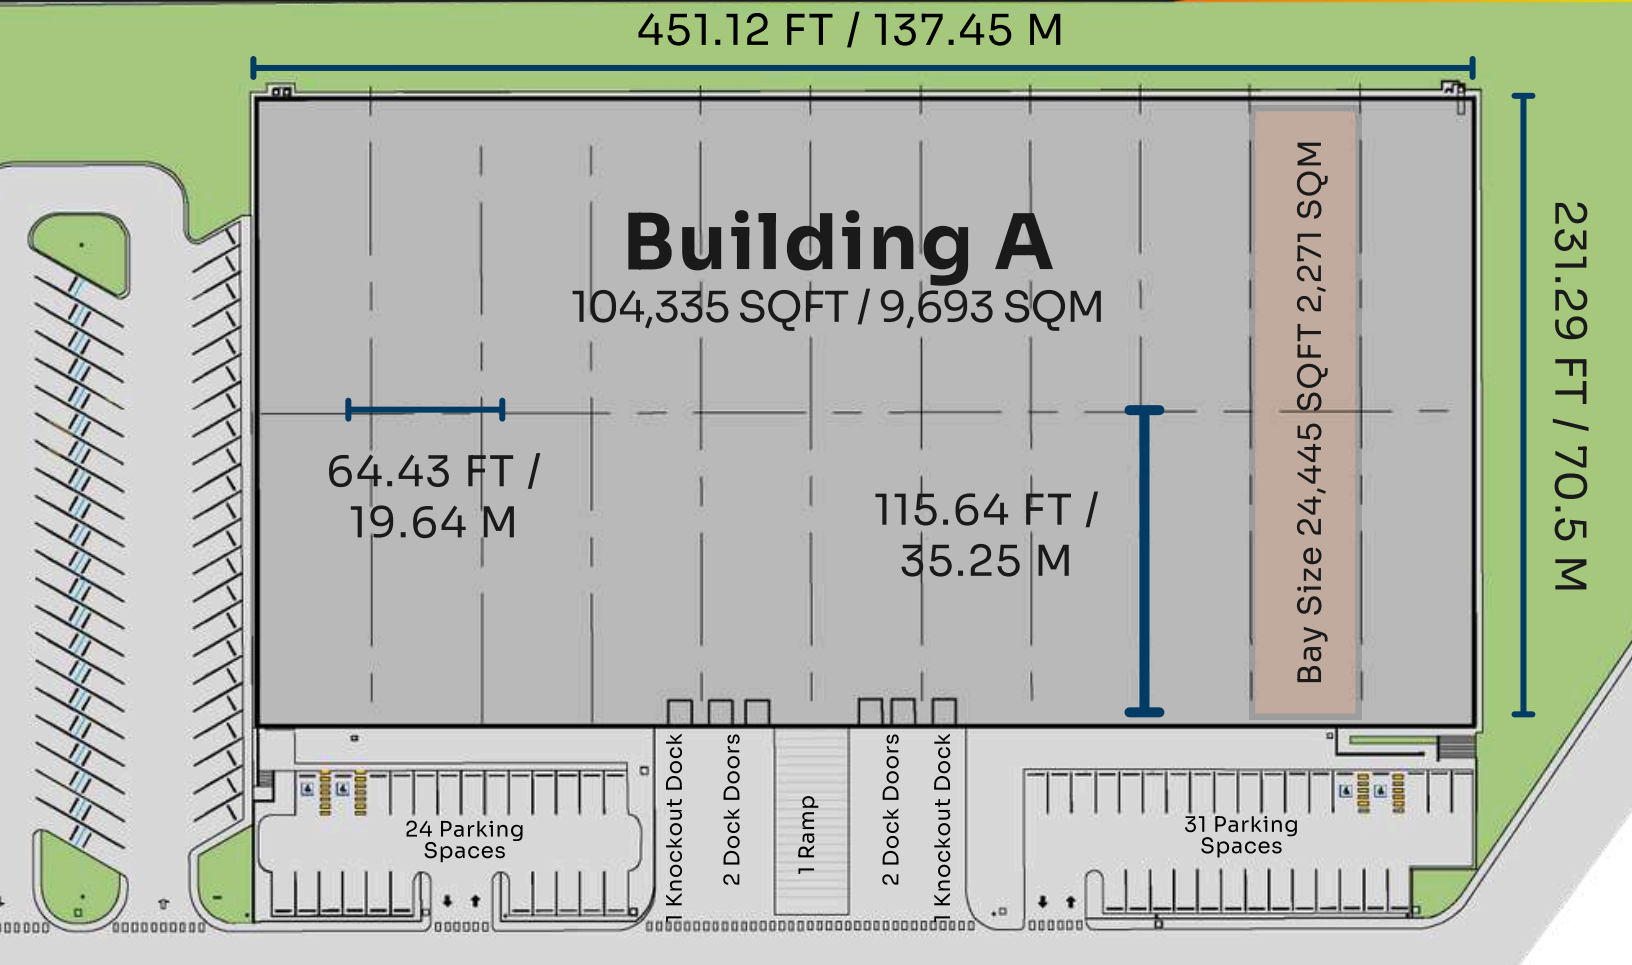 451.12 FT / 137.45 M
Building A
104,335 SQFT / 9,693 SQM
Bay Size 24,445 SQFT 2,271 SQM
231.29 FT / 70.5 M
64.43 FT /
19.64 M
115.64 FT /
35.25 M
24 Parking
Spaces
1 Knockout Dock
2 Dock Doors
1 Ramp
2 Dock Doors
1 Knockout Dock
31 Parking
Spaces